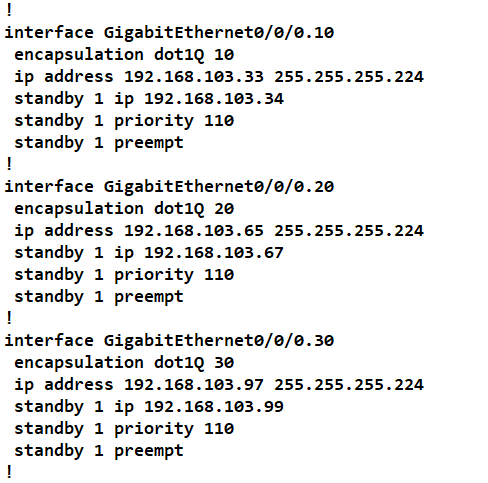 !
interface GigabitEthernet0/0/0.10
 encapsulation dot1Q 10
 ip address 192.168.103.33 255.255.255.224
 standby 1 ip 192.168.103.34
 standby 1 priority 110
 standby 1 preempt
!
interface GigabitEthernet0/0/0.20
 encapsulation dot1Q 20
 ip address 192.168.103.65 255.255.255.224
 standby 1 ip 192.168.103.67
 standby 1 priority 110
 standby 1 preempt
!
interface GigabitEthernet0/0/0.30
 encapsulation dot1Q 30
 ip address 192.168.103.97 255.255.255.224
 standby 1 ip 192.168.103.99
 standby 1 priority 110
 standby 1 preempt
!